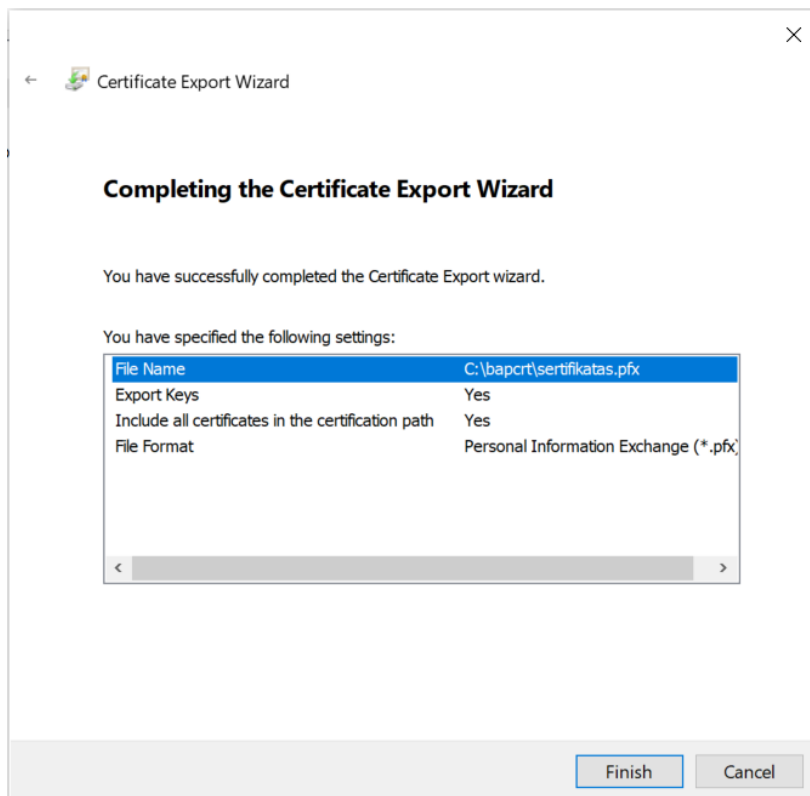 Certificate Export Wizard
Completing the Certificate Export Wizard
You have successfully completed the Certificate Export wizard.
You have specified the following settings:
File Name C:\bapcrt\sertifikatas.pfx
Export Keys Yes
Include all certificates in the certification path Yes
File Format Personal Information Exchange (*.pfx)
Finish Cancel